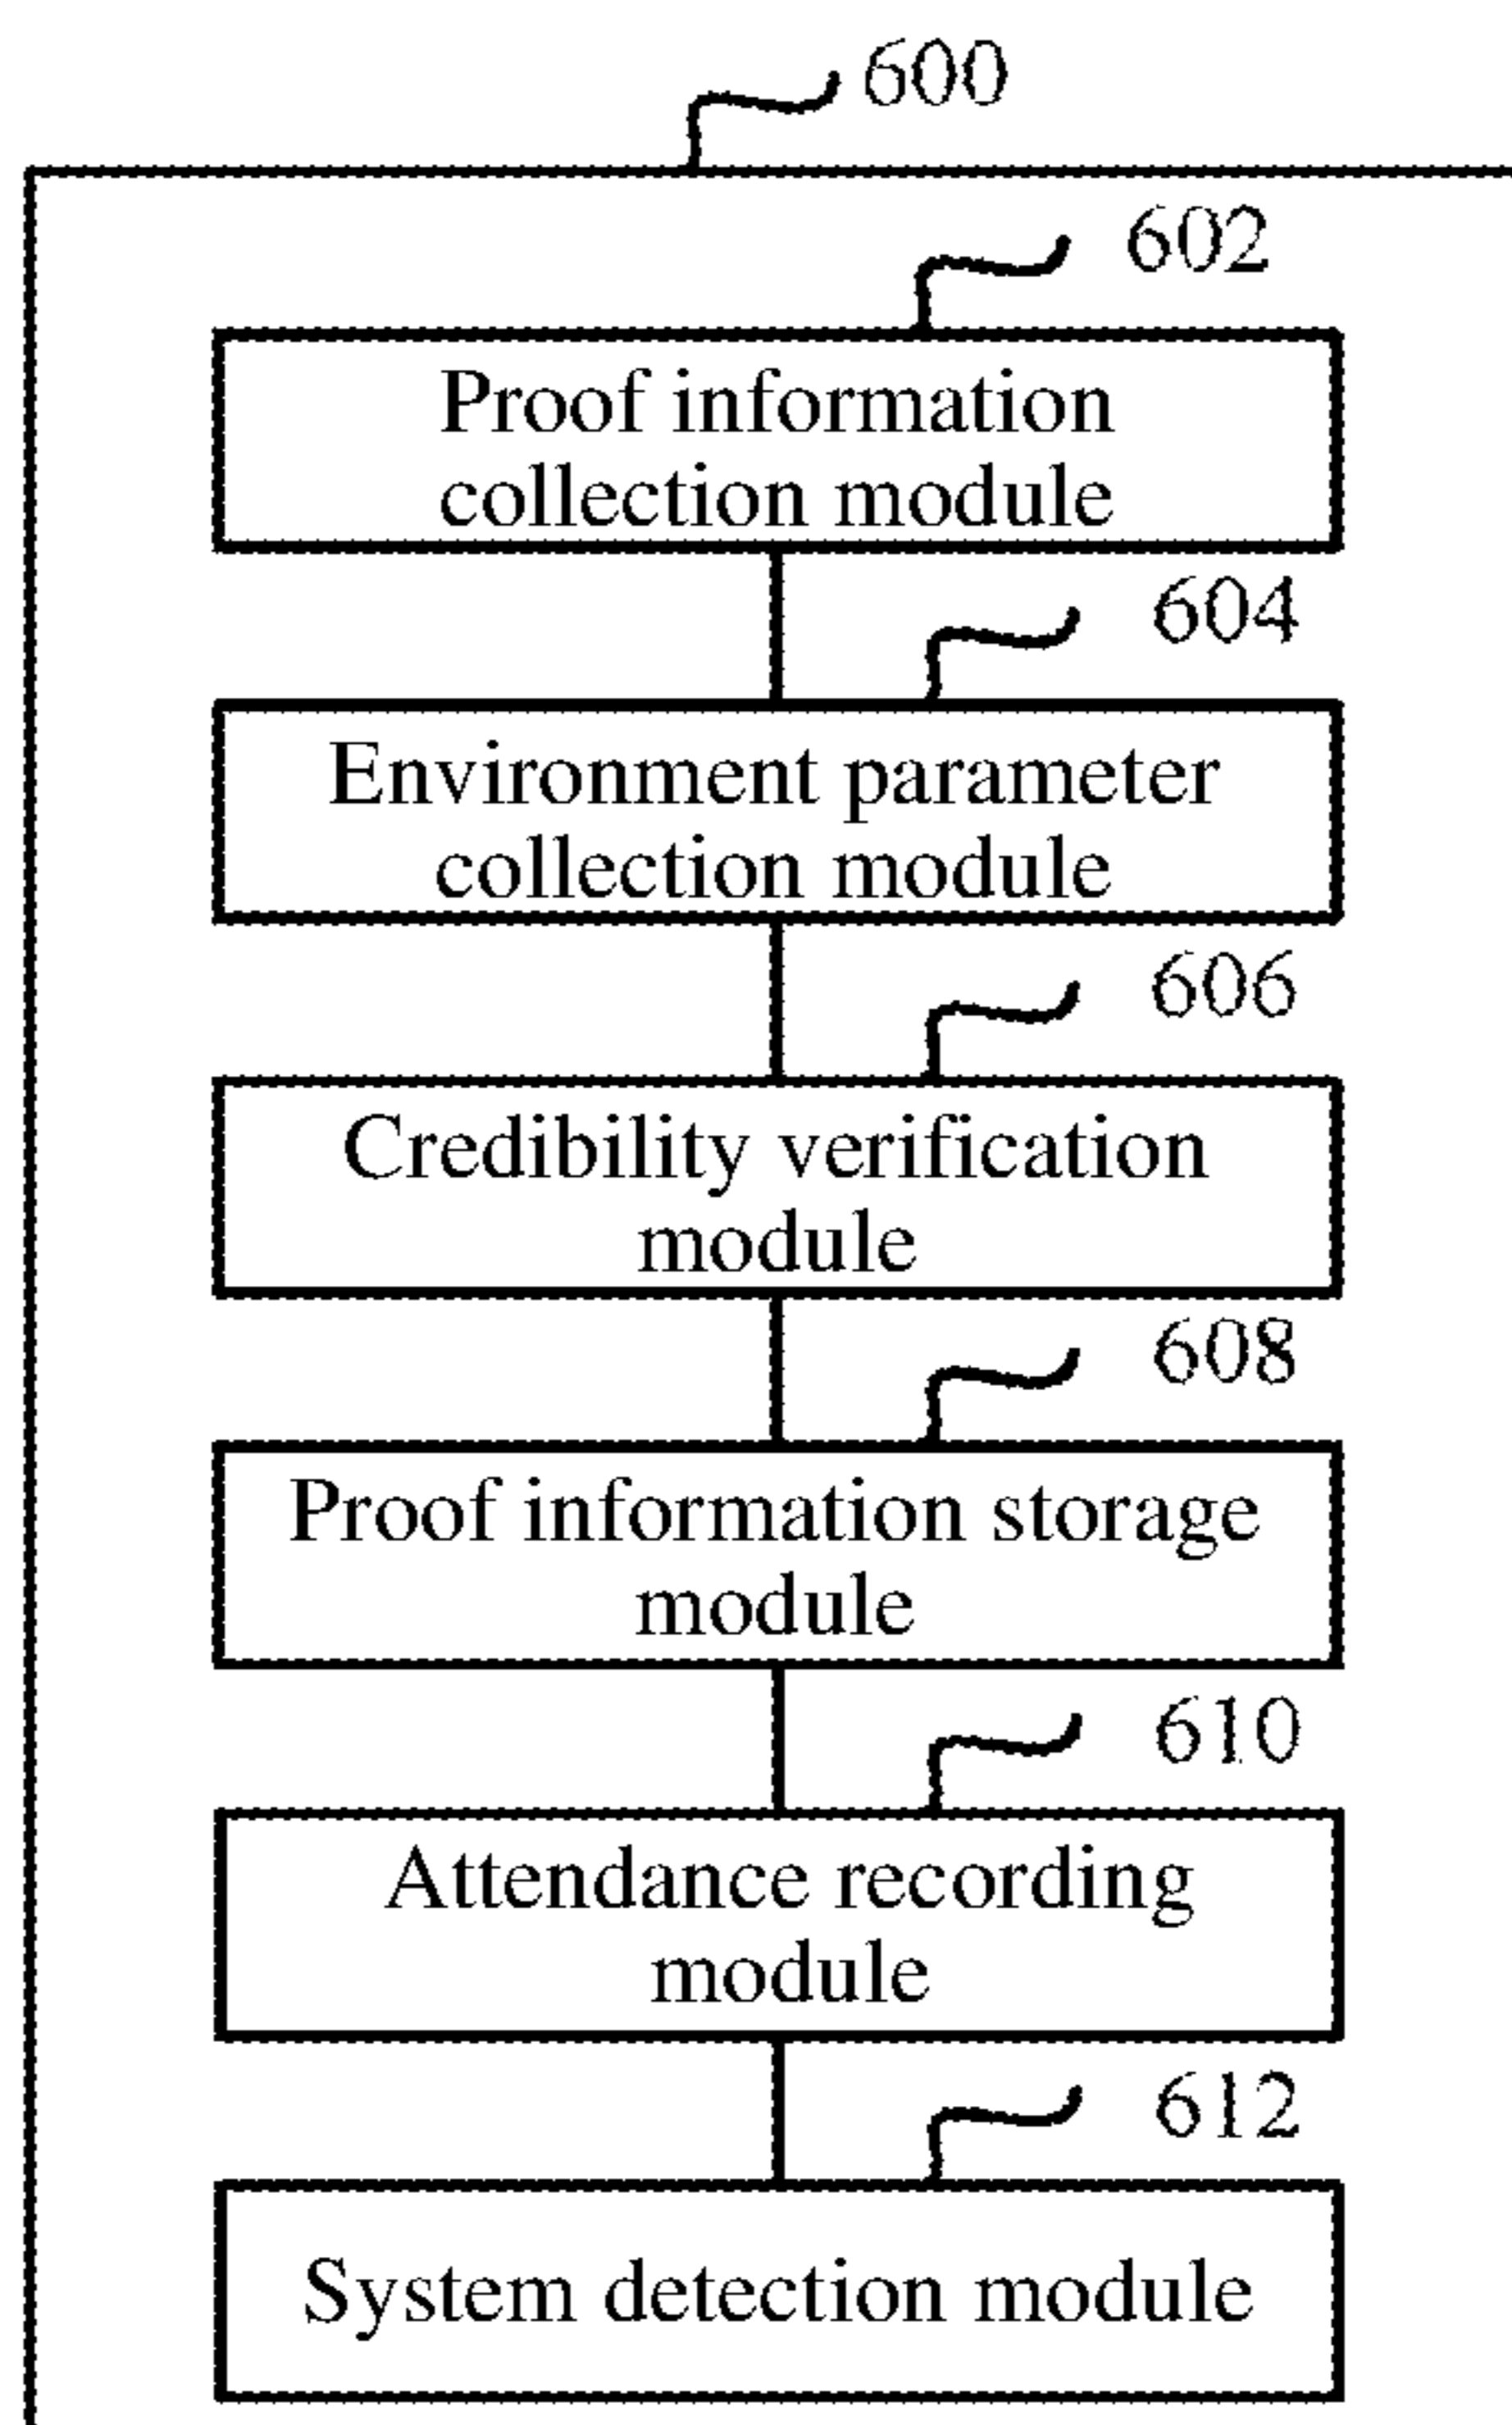 600
602
Proof information
collection module
604
Environment parameter
collection module
606
Credibility verification
module
608
Proof information storage
module
610
Attendance recording
module
612
System detection module